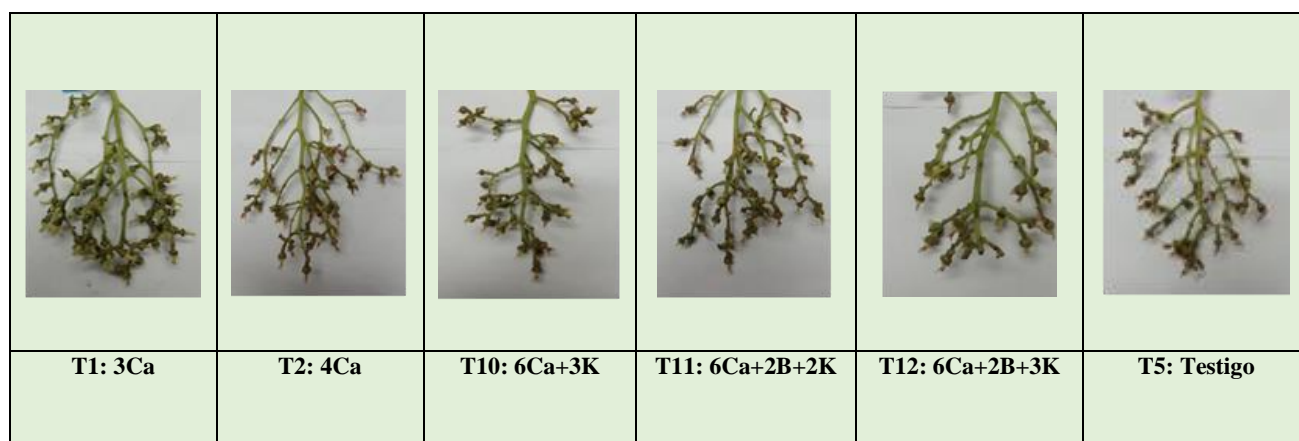 T1: 3Ca
T2: 4Ca
T10: 6Ca+3K
T11: 6Ca+2B+2K
T12: 6Ca+2B+3K
T5: Testigo